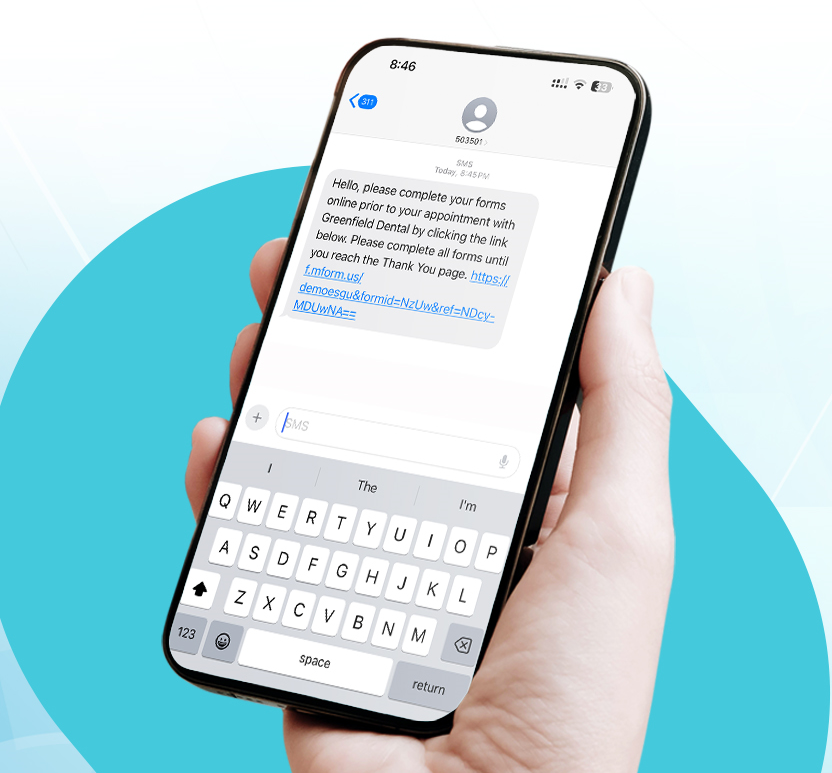 8:46
33
311
503501
SMS
Today, 8:45 PM
Hello, please complete your forms
online prior to your appointment with
Greenfield Dental by clicking the link
below. Please complete all forms until
you reach the Thank You page. https://
f.mform.us/
demoesgu&formid=NzUw&ref=NDcy-
MDUwNA==
SMS
I The I'm
Q W E R T Y U I O P
A S D F G H J K L
Z X C V B N M
123 space return